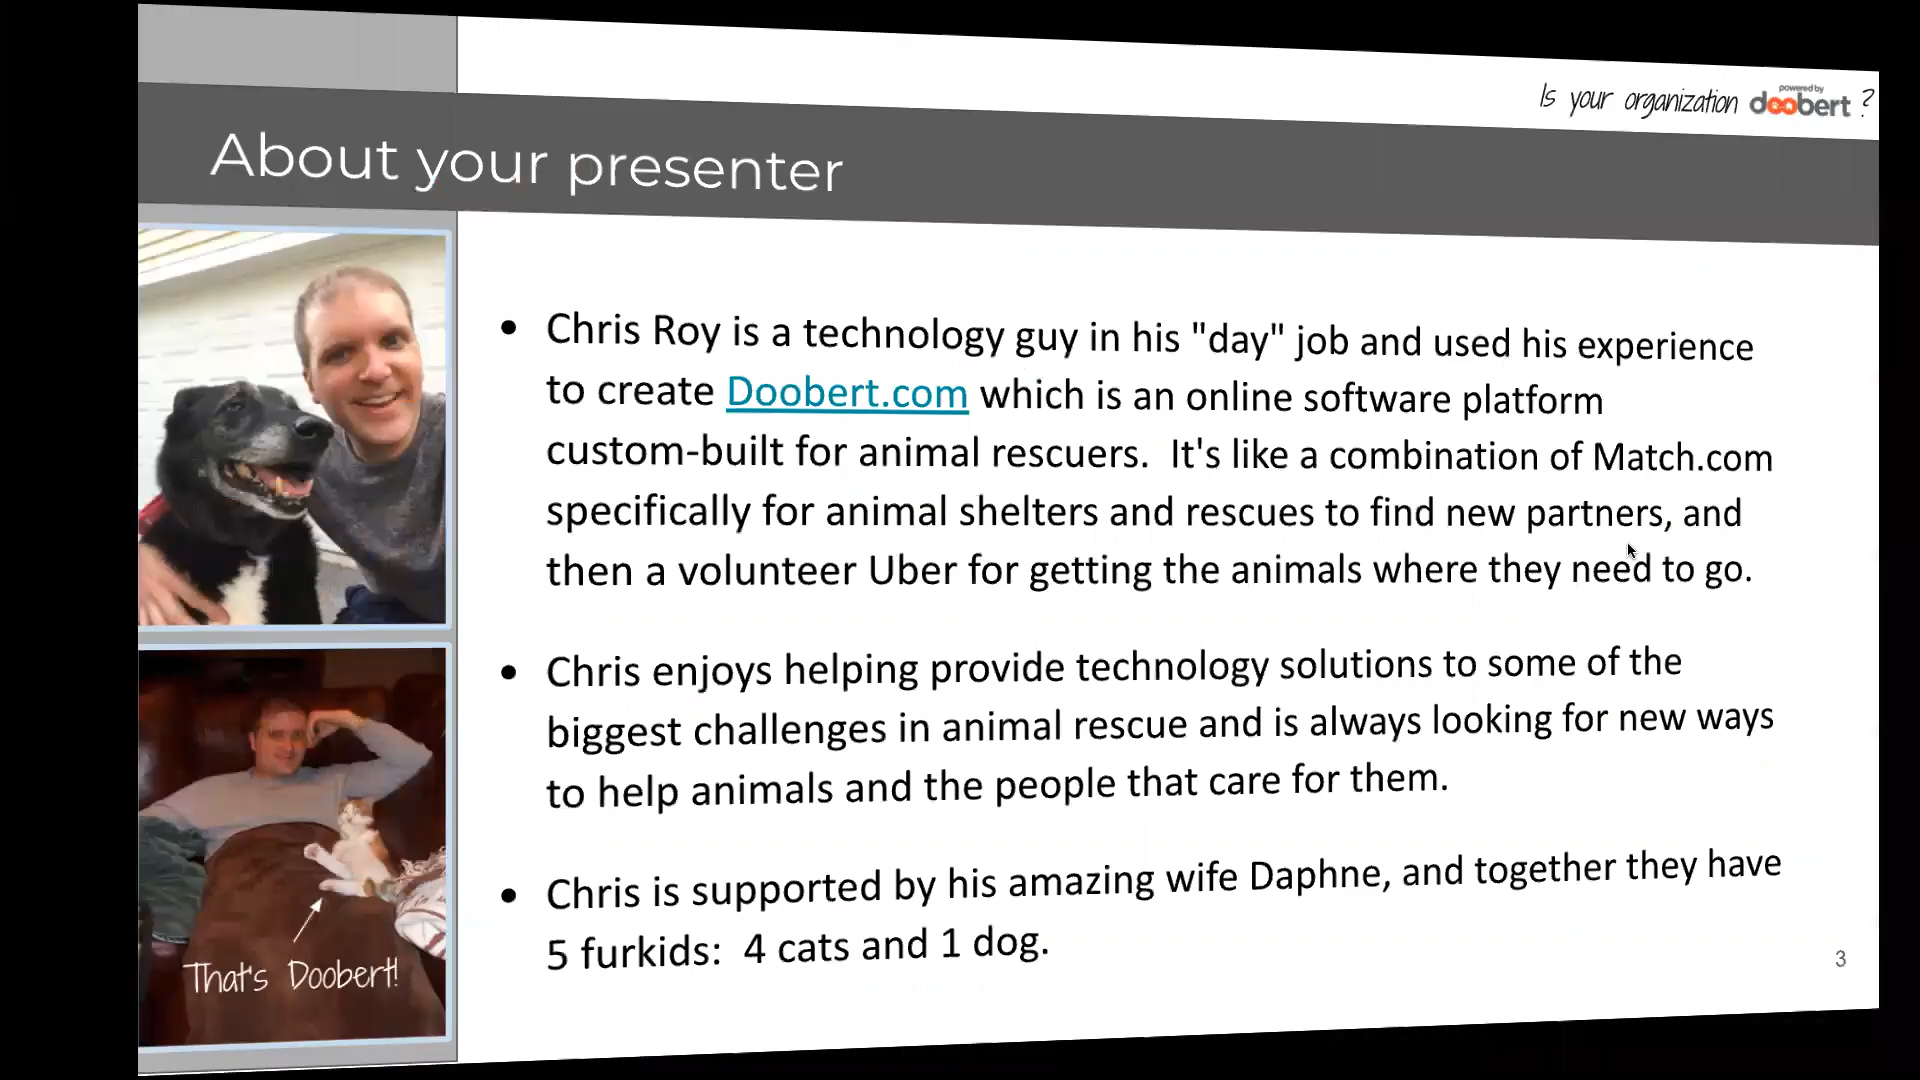 Is your organization powered by doobert ?
About your presenter
• Chris Roy is a technology guy in his "day" job and used his experience
to create Doobert.com which is an online software platform
custom-built for animal rescuers.  It's like a combination of Match.com
specifically for animal shelters and rescues to find new partners, and
then a volunteer Uber for getting the animals where they need to go.
• Chris enjoys helping provide technology solutions to some of the
biggest challenges in animal rescue and is always looking for new ways
to help animals and the people that care for them.
• Chris is supported by his amazing wife Daphne, and together they have
5 furkids:  4 cats and 1 dog.
That's Doobert!
3